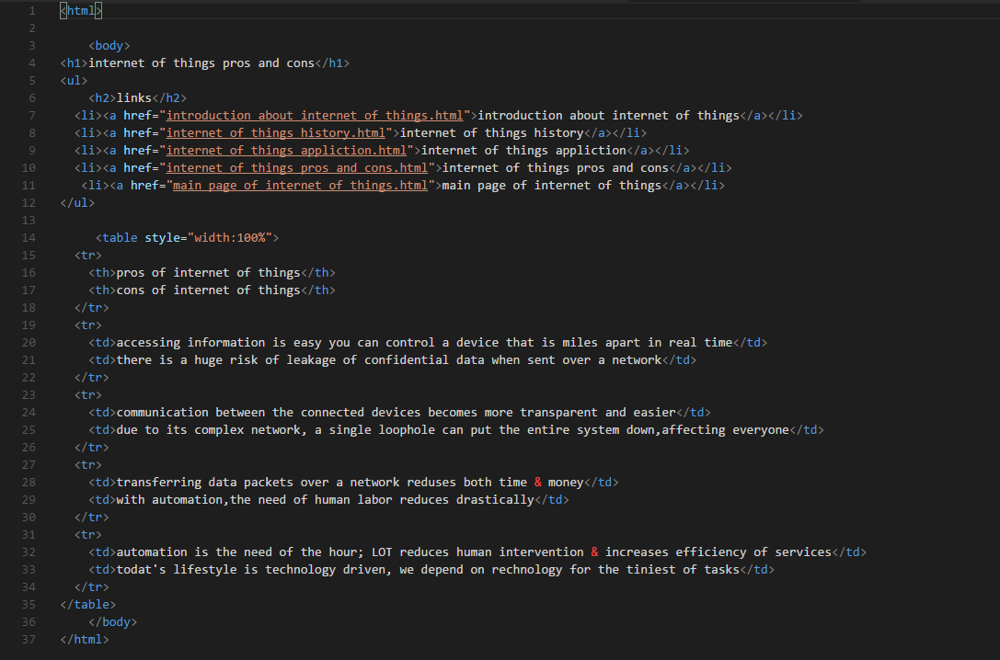 1 <html>
2
3 <body>
4 <h1>internet of things pros and cons</h1>
5 <ul>
6 <h2>links</h2>
7 <li><a href="introduction about internet of things.html">introduction about internet of things</a></li>
8 <li><a href="internet of things history.html">internet of things history</a></li>
9 <li><a href="internet of things appliction.html">internet of things appliction</a></li>
10 <li><a href="internet of things pros and cons.html">internet of things pros and cons</a></li>
11 <li><a href="main page of internet of things.html">main page of internet of things</a></li>
12 </ul>
13
14 <table style="width:100%">
15 <tr>
16 <th>pros of internet of things</th>
17 <th>cons of internet of things</th>
18 </tr>
19 <tr>
20 <td>accessing information is easy you can control a device that is miles apart in real time</td>
21 <td>there is a huge risk of leakage of confidential data when sent over a network</td>
22 </tr>
23 <tr>
24 <td>communication between the connected devices becomes more transparent and easier</td>
25 <td>due to its complex network, a single loophole can put the entire system down,affecting everyone</td>
26 </tr>
27 <tr>
28 <td>transferring data packets over a network reduses both time & money</td>
29 <td>with automation,the need of human labor reduces drastically</td>
30 </tr>
31 <tr>
32 <td>automation is the need of the hour; LOT reduces human intervention & increases efficiency of services</td>
33 <td>todat's lifestyle is technology driven, we depend on rechnology for the tiniest of tasks</td>
34 </tr>
35 </table>
36 </body>
37 </html>